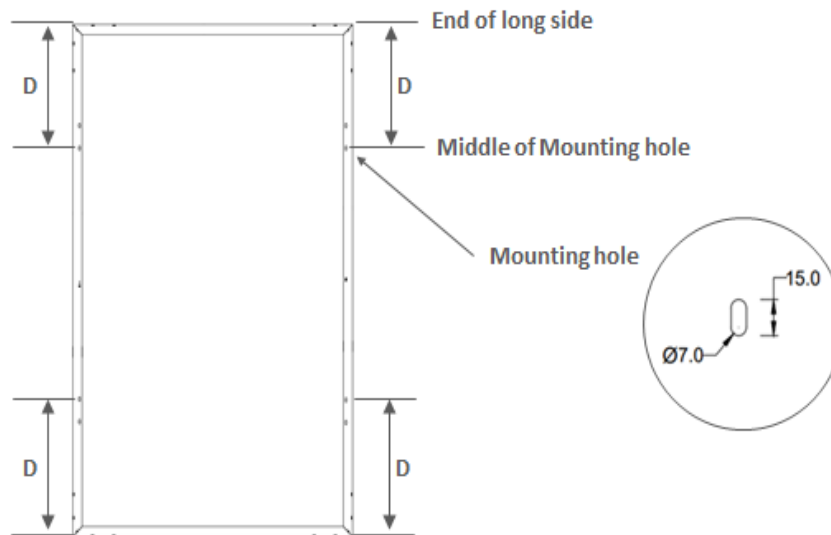 End of long side
D
D
Middle of Mounting hole
Mounting hole
15.0
Ø7.0
D
D